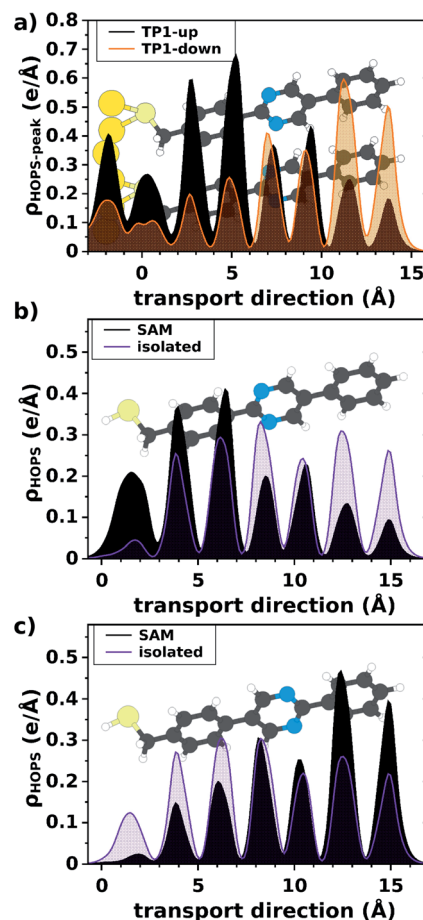 a)
0.8
0.7
0.6
0.5
0.4
0.3
0.2
0.1
0
ρHOPS-peak (e/Å)
TP1-up
TP1-down
0 5 10 15
transport direction (Å)
b)
0.5
0.4
0.3
0.2
0.1
0
ρHOPS (e/Å)
SAM
isolated
0 5 10 15
transport direction (Å)
c)
0.5
0.4
0.3
0.2
0.1
0
ρHOPS (e/Å)
SAM
isolated
0 5 10 15
transport direction (Å)